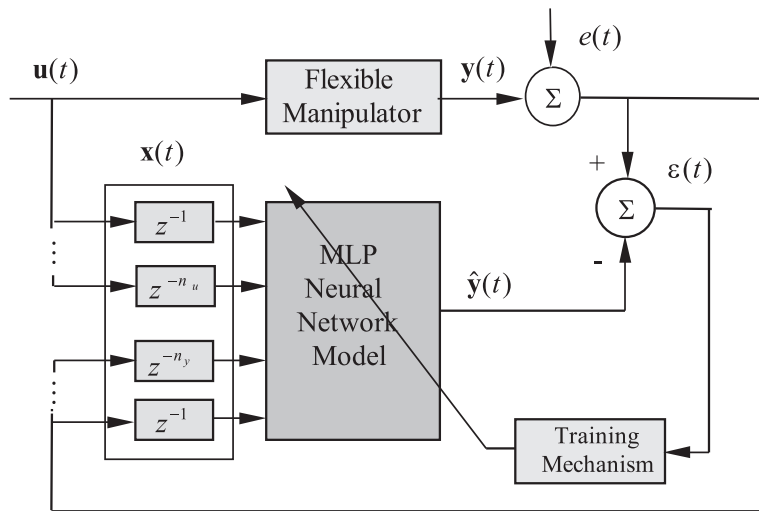 e(t)
u(t)
Flexible
Manipulator
y(t)
Σ
x(t)
+
ε(t)
z⁻¹
MLP
Neural
Network
Model
Σ
-
z^{-n_u}
ŷ(t)
z^{-n_y}
z⁻¹
Training
Mechanism